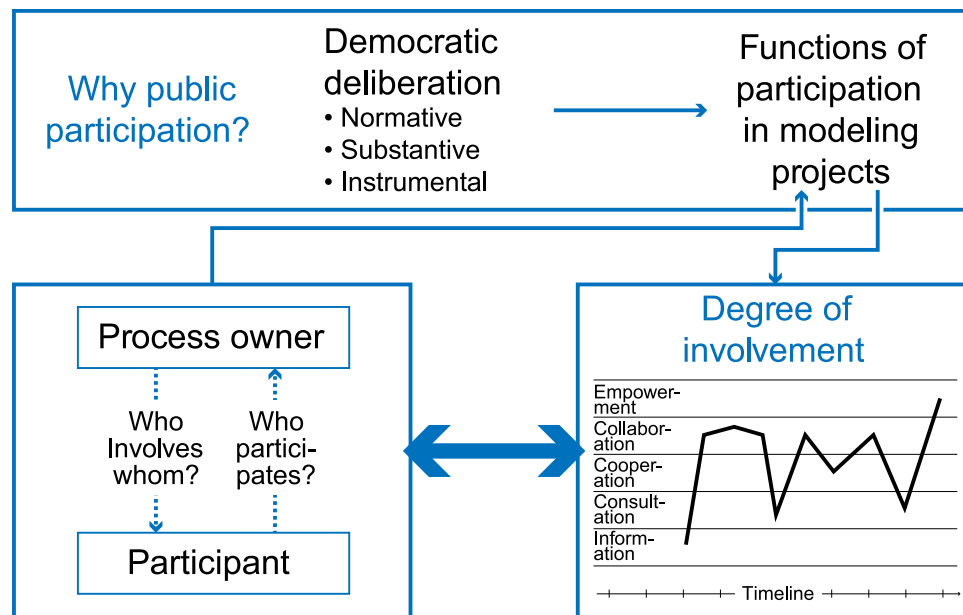 Why public
participation?
Democratic
deliberation
• Normative
• Substantive
• Instrumental
Functions of
participation
in modeling
projects
Process owner
Who
Involves
whom?
Who
partici-
pates?
Participant
Degree of
involvement
Empower-
ment
Collabor-
ation
Cooper-
ation
Consult-
ation
Inform-
ation
Timeline